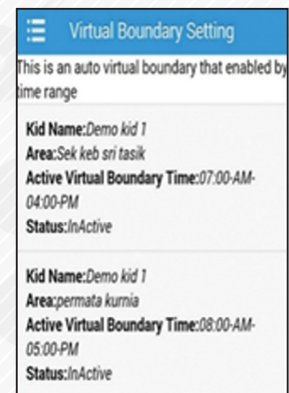 Virtual Boundary Setting
This is an auto virtual boundary that enabled by
time range
Kid Name:Demo kid 1
Area:Sek keb sri tasik
Active Virtual Boundary Time:07:00-AM-
04:00-PM
Status:InActive
Kid Name:Demo kid 1
Area:permata kurnia
Active Virtual Boundary Time:08:00-AM-
05:00-PM
Status:InActive